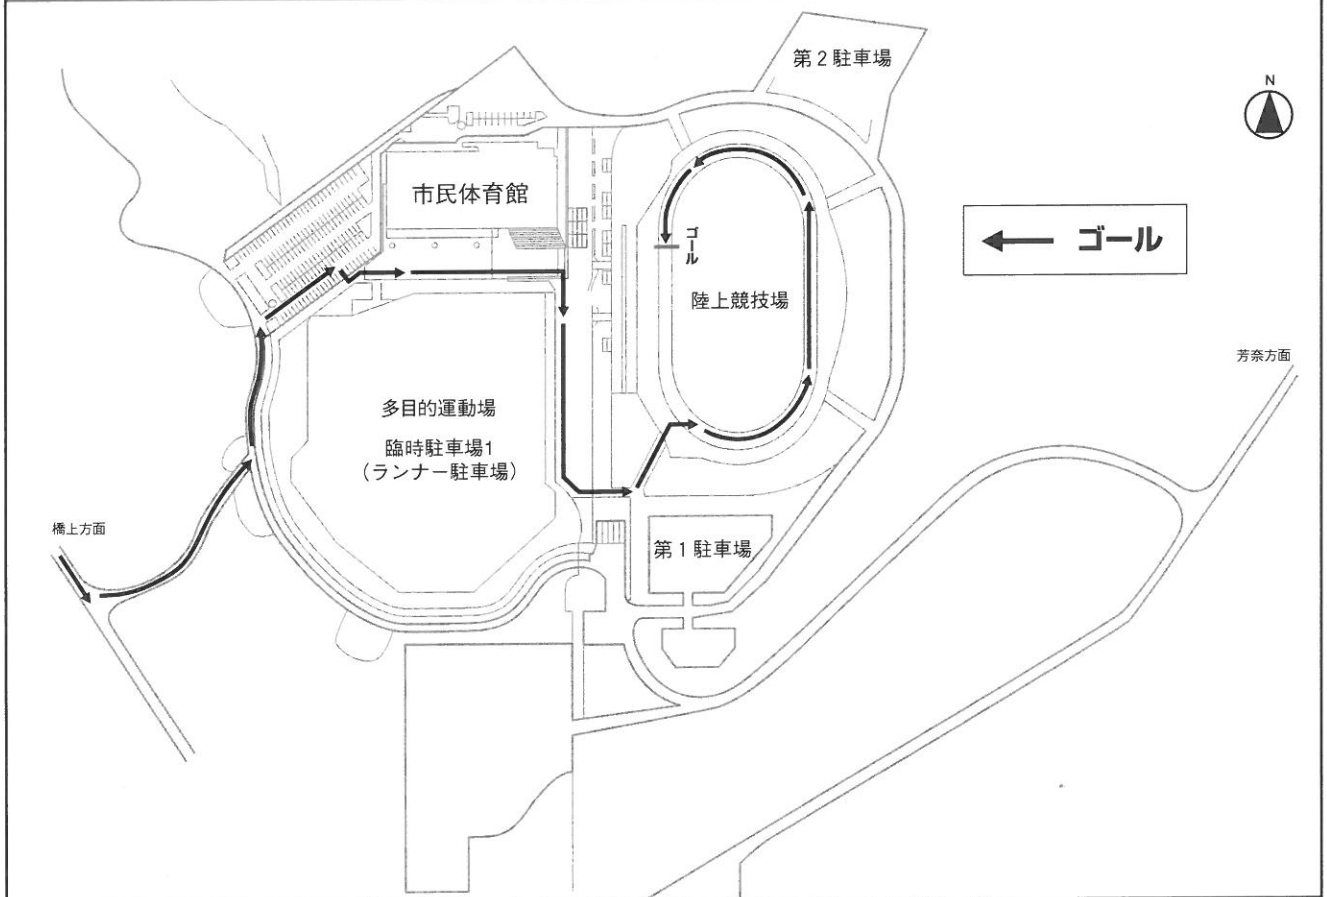 第2駐車場
N
市民体育館
ゴール
ゴール
陸上競技場
芳奈方面
多目的運動場
臨時駐車場1
（ランナー駐車場）
橋上方面
第1駐車場